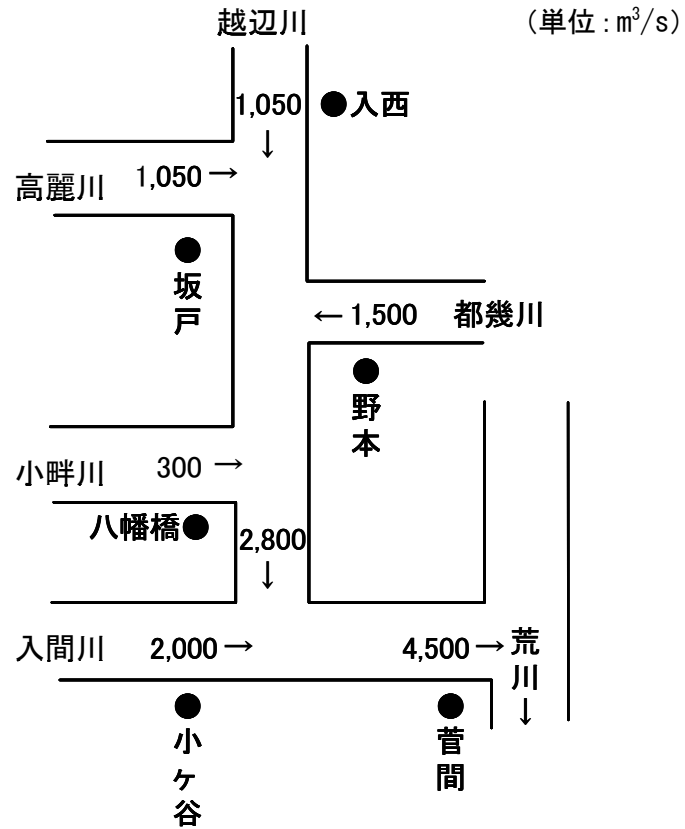 越辺川
(単位:m³/s)
1,050 ●入西
↓
高麗川 1,050→
●
坂戸
←1,500 都幾川
●
野本
小畔川 300→
八幡橋●
2,800
↓
入間川 2,000→
4,500→
荒川
↓
●
小ヶ谷
●
菅間